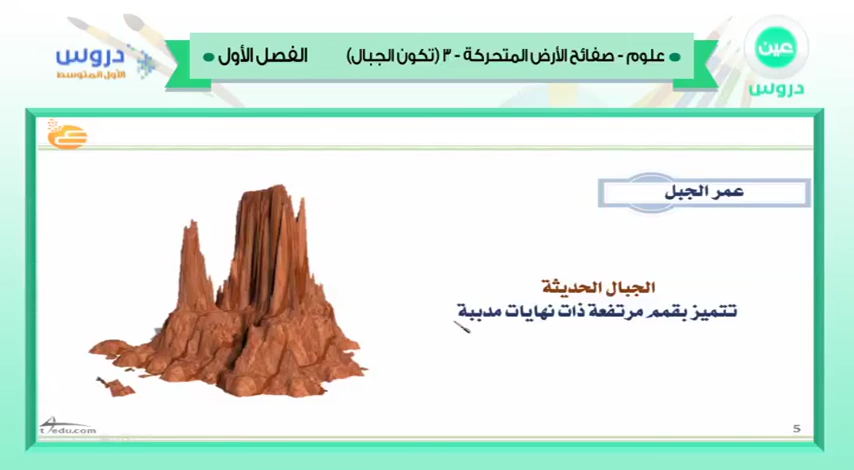 علوم - صفائح الأرض المتحركة - ٣ (تكون الجبال)
الفصل الأول
عين
دروس
دروس
الأول المتوسط
عمر الجبل
الجبال الحديثة
تتميز بقمم مرتفعة ذات نهايات مدببة
t4edu.com
5